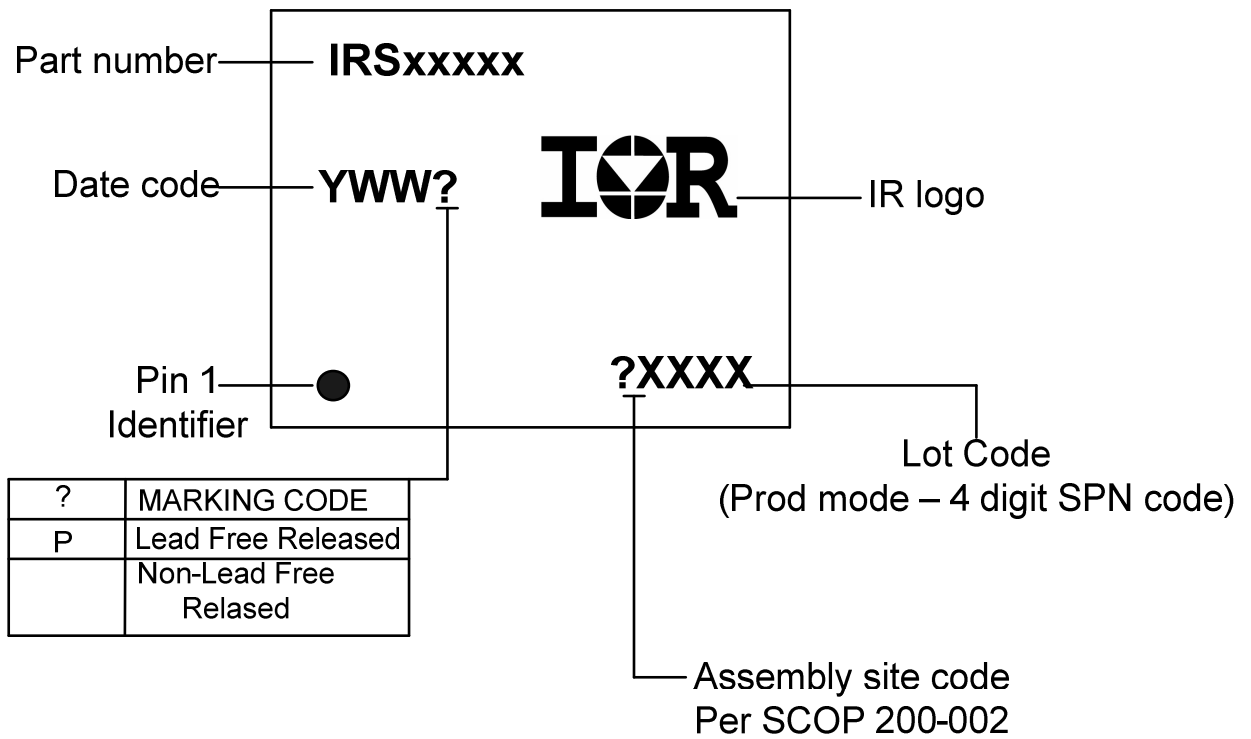 Part number
IRSxxxxx
Date code
YWW?
IOR
IR logo
Pin 1
Identifier
?XXXX
Lot Code
(Prod mode – 4 digit SPN code)
? MARKING CODE
P Lead Free Released
Non-Lead Free
Relased
Assembly site code
Per SCOP 200-002